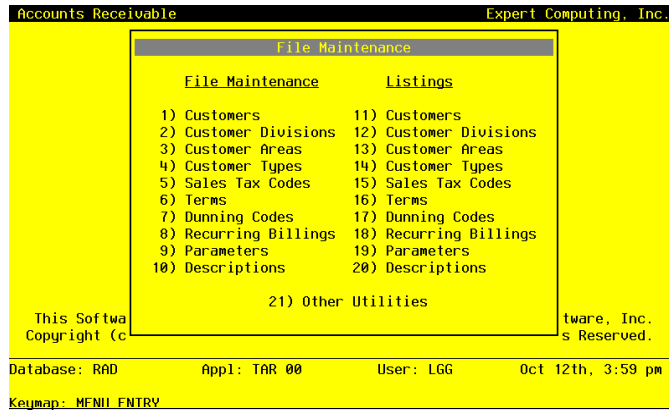 Accounts Receivable Expert Computing, Inc.
File Maintenance
File Maintenance Listings
1) Customers 11) Customers
2) Customer Divisions 12) Customer Divisions
3) Customer Areas 13) Customer Areas
4) Customer Types 14) Customer Types
5) Sales Tax Codes 15) Sales Tax Codes
6) Terms 16) Terms
7) Dunning Codes 17) Dunning Codes
8) Recurring Billings 18) Recurring Billings
9) Parameters 19) Parameters
10) Descriptions 20) Descriptions
21) Other Utilities
This Softwa tware, Inc.
Copyright (c s Reserved.
Database: RAD Appl: TAR 00 User: LGG Oct 12th, 3:59 pm
Keymap: MENU ENTRY